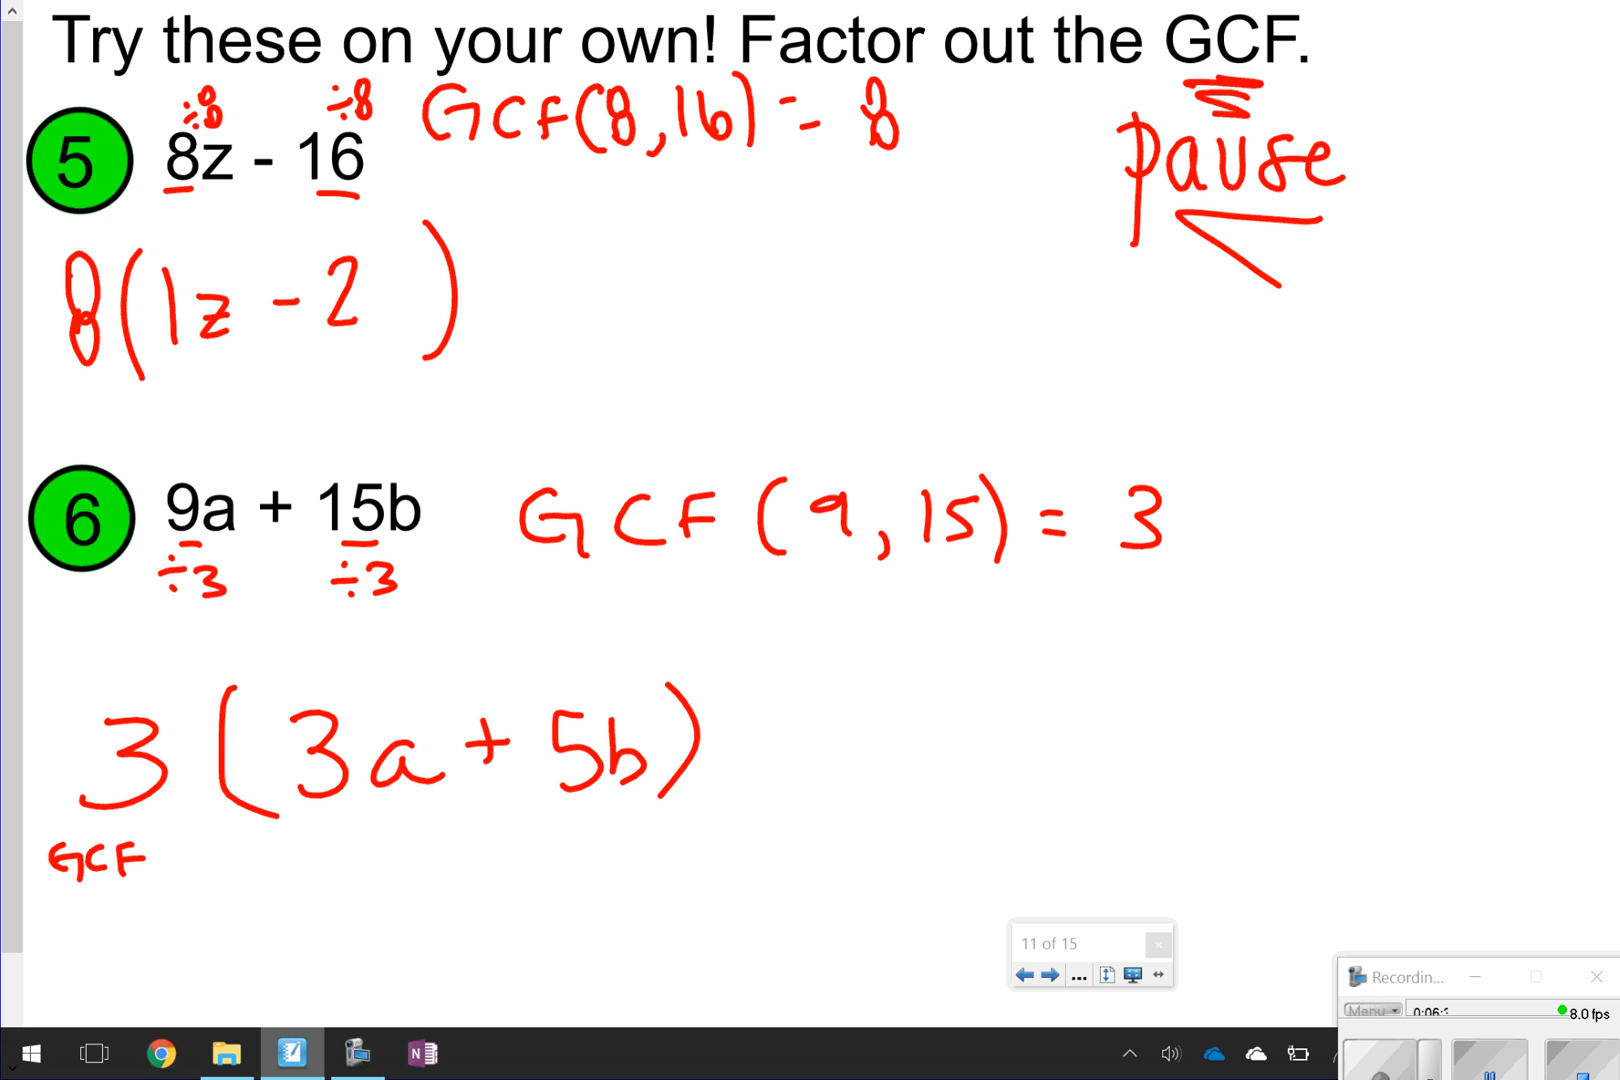 Try these on your own! Factor out the GCF.
÷8 ÷8 GCF(8,16) = 8
5 8z - 16
pause
8(1z - 2)
6 9a + 15b GCF (9,15) = 3
÷3 ÷3
3 (3a + 5b)
GCF
11 of 15
...
Recordin...
Menu
8.0 fps
N